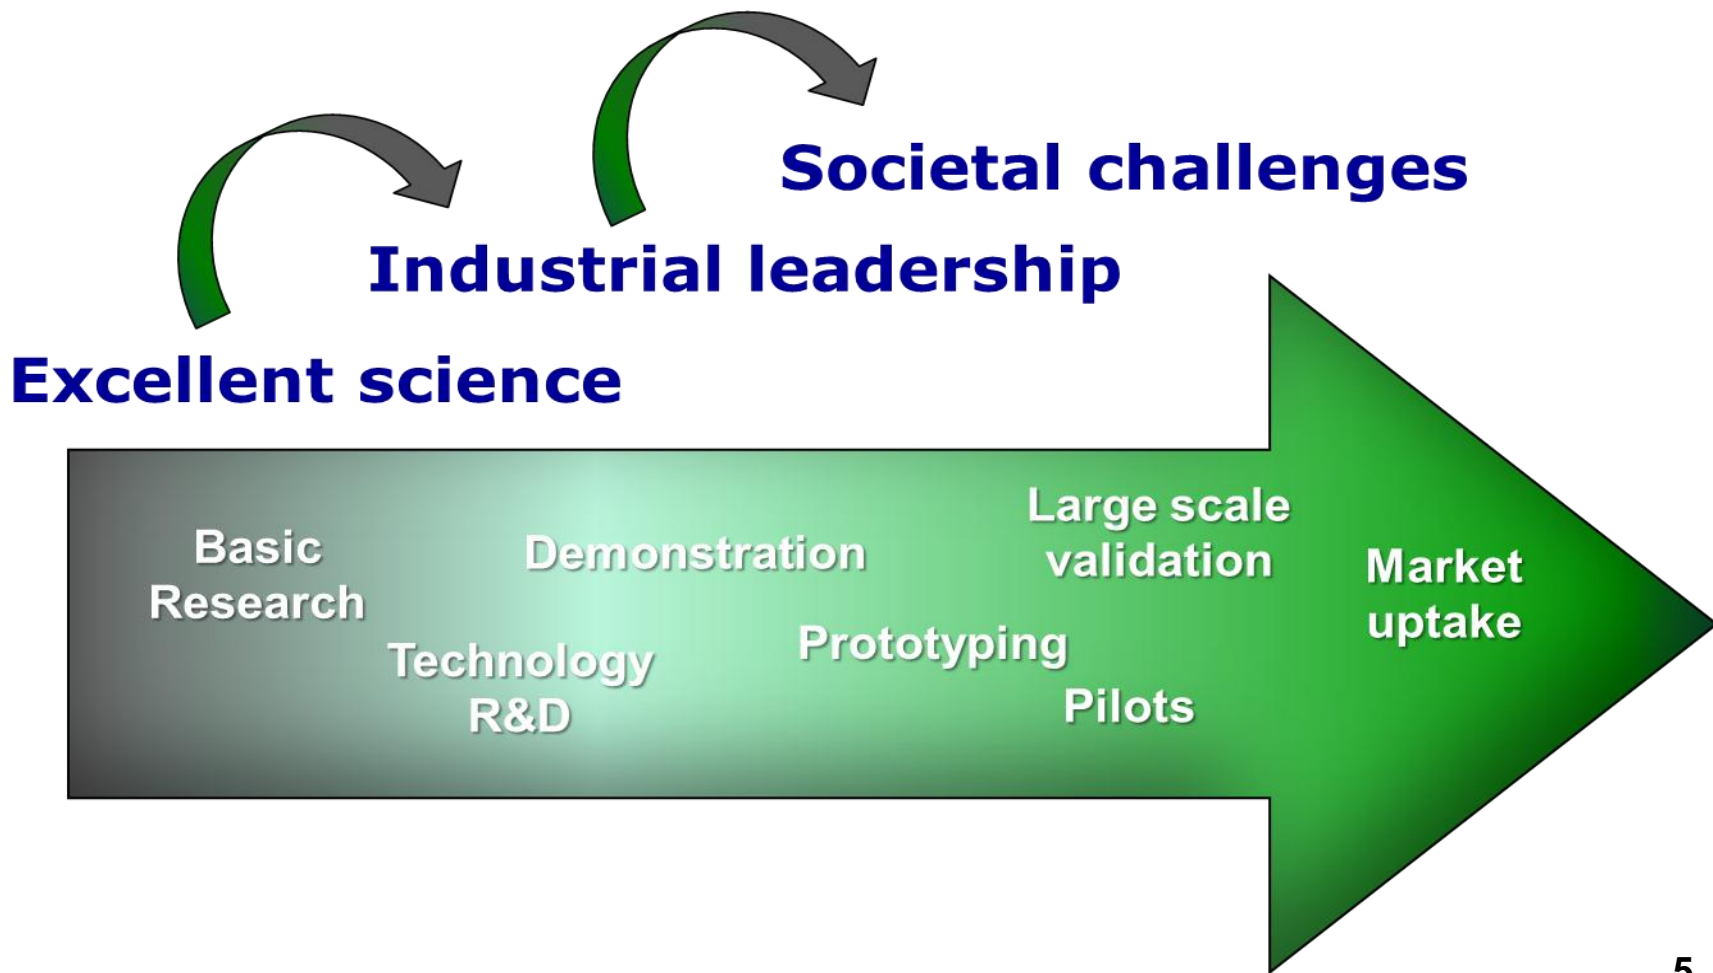 Societal challenges
Industrial leadership
Excellent science
Basic
Research
Technology
R&D
Demonstration
Prototyping
Large scale
validation
Pilots
Market
uptake
5